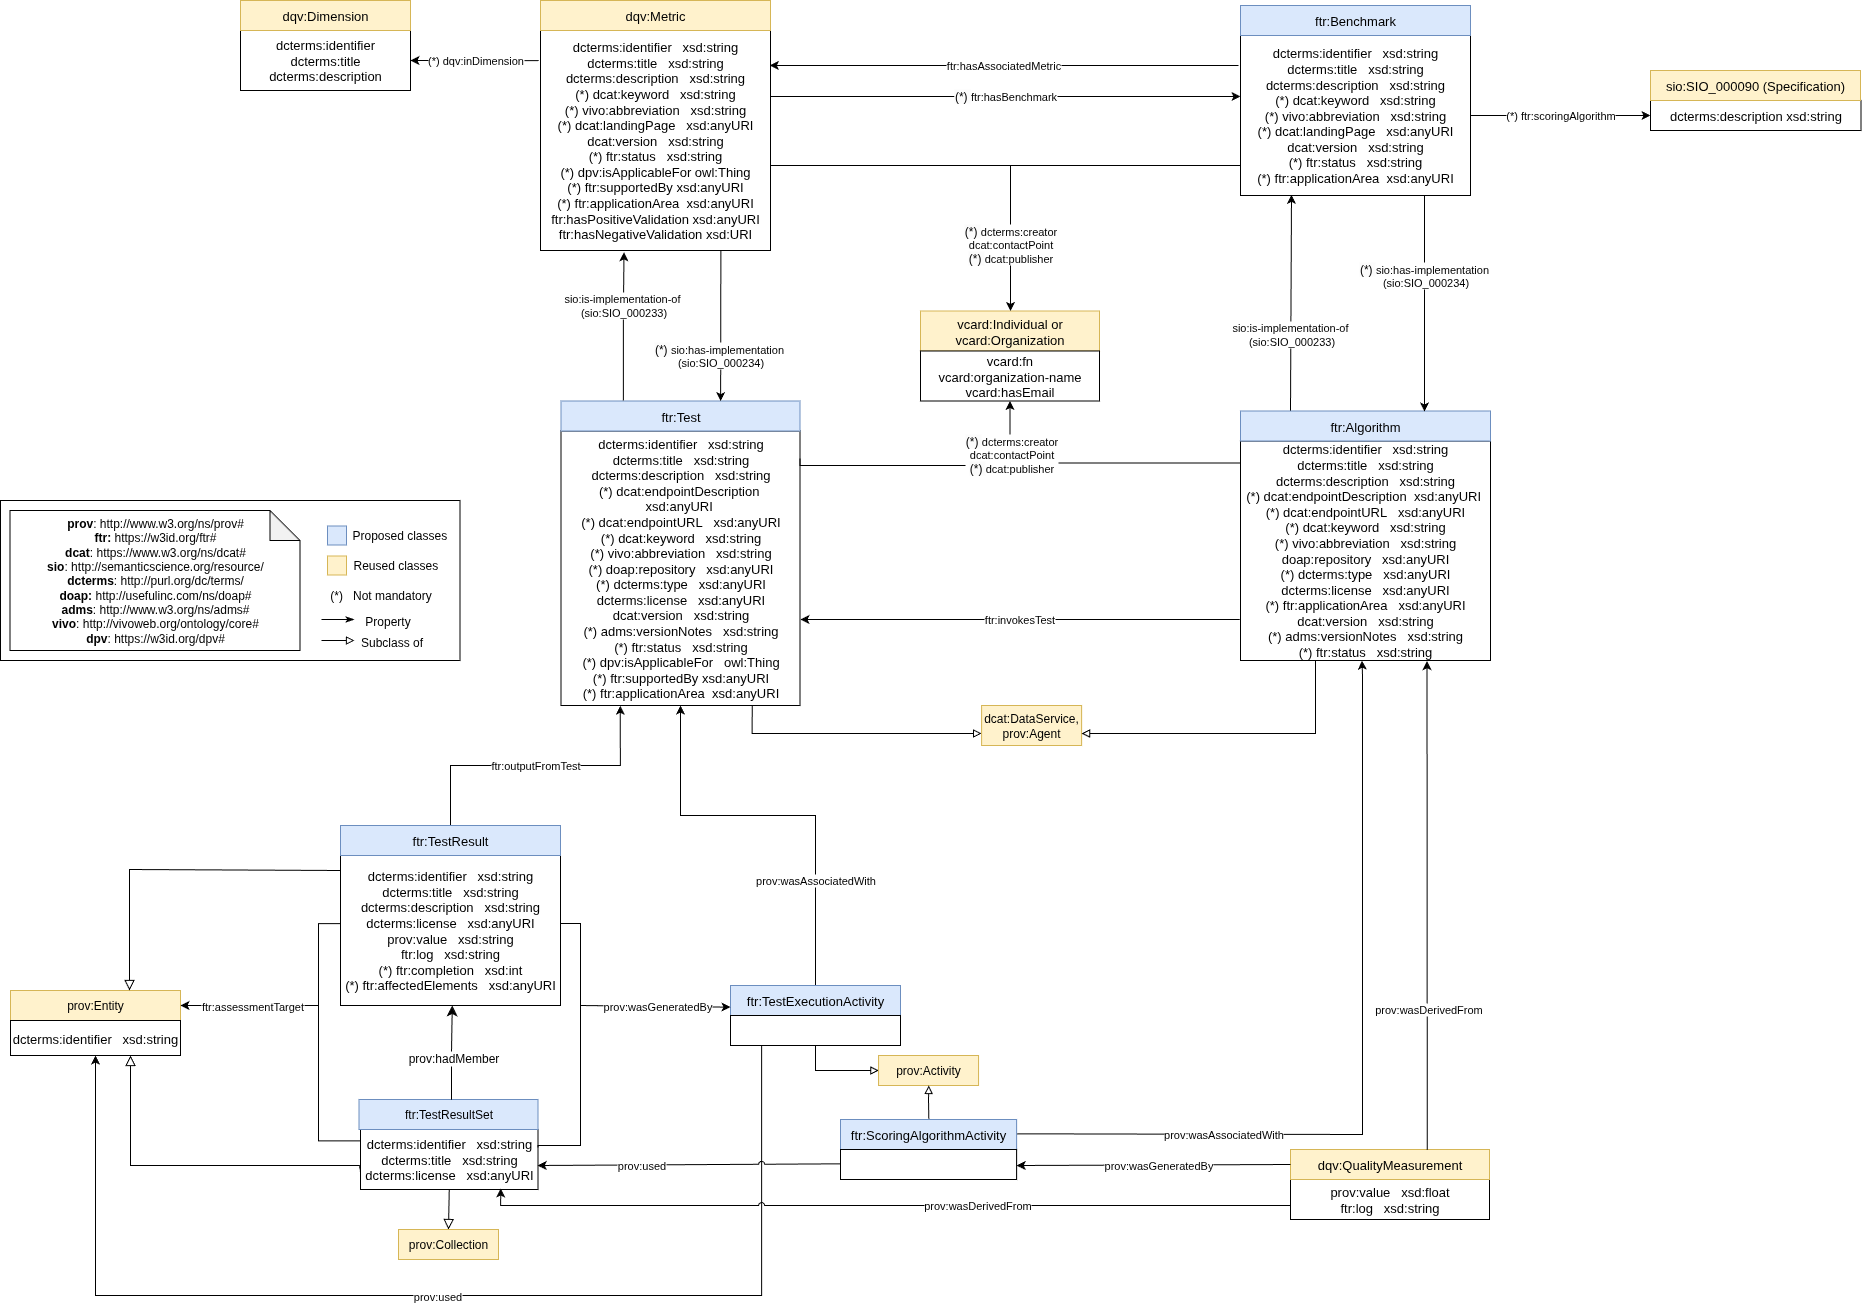 dqv:Dimension
dcterms:identifier
dcterms:title
dcterms:description
(*) dqv:inDimension
dqv:Metric
dcterms:identifier xsd:string
dcterms:title xsd:string
dcterms:description xsd:string
(*) dcat:keyword xsd:string
(*) vivo:abbreviation xsd:string
(*) dcat:landingPage xsd:anyURI
dcat:version xsd:string
(*) ftr:status xsd:string
(*) dpv:isApplicableFor owl:Thing
(*) ftr:supportedBy xsd:anyURI
(*) ftr:applicationArea xsd:anyURI
ftr:hasPositiveValidation xsd:anyURI
ftr:hasNegativeValidation xsd:URI
ftr:hasAssociatedMetric
(*) ftr:hasBenchmark
ftr:Benchmark
dcterms:identifier xsd:string
dcterms:title xsd:string
dcterms:description xsd:string
(*) dcat:keyword xsd:string
(*) vivo:abbreviation xsd:string
(*) dcat:landingPage xsd:anyURI
dcat:version xsd:string
(*) ftr:status xsd:string
(*) ftr:applicationArea xsd:anyURI
(*) ftr:scoringAlgorithm
sio:SIO_000090 (Specification)
dcterms:description xsd:string
(*) dcterms:creator
dcat:contactPoint
(*) dcat:publisher
sio:is-implementation-of
(sio:SIO_000233)
(*) sio:has-implementation
(sio:SIO_000234)
vcard:Individual or
vcard:Organization
vcard:fn
vcard:organization-name
vcard:hasEmail
sio:is-implementation-of
(sio:SIO_000233)
(*) sio:has-implementation
(sio:SIO_000234)
ftr:Test
dcterms:identifier xsd:string
dcterms:title xsd:string
dcterms:description xsd:string
(*) dcat:endpointDescription
xsd:anyURI
(*) dcat:endpointURL xsd:anyURI
(*) dcat:keyword xsd:string
(*) vivo:abbreviation xsd:string
(*) doap:repository xsd:anyURI
(*) dcterms:type xsd:anyURI
dcterms:license xsd:anyURI
dcat:version xsd:string
(*) adms:versionNotes xsd:string
(*) ftr:status xsd:string
(*) dpv:isApplicableFor owl:Thing
(*) ftr:supportedBy xsd:anyURI
(*) ftr:applicationArea xsd:anyURI
(*) dcterms:creator
dcat:contactPoint
(*) dcat:publisher
ftr:Algorithm
dcterms:identifier xsd:string
dcterms:title xsd:string
dcterms:description xsd:string
(*) dcat:endpointDescription xsd:anyURI
(*) dcat:endpointURL xsd:anyURI
(*) dcat:keyword xsd:string
(*) vivo:abbreviation xsd:string
doap:repository xsd:anyURI
(*) dcterms:type xsd:anyURI
dcterms:license xsd:anyURI
(*) ftr:applicationArea xsd:anyURI
dcat:version xsd:string
(*) adms:versionNotes xsd:string
(*) ftr:status xsd:string
ftr:invokesTest
prov: http://www.w3.org/ns/prov#
ftr: https://w3id.org/ftr#
dcat: https://www.w3.org/ns/dcat#
sio: http://semanticscience.org/resource/
dcterms: http://purl.org/dc/terms/
doap: http://usefulinc.com/ns/doap#
adms: http://www.w3.org/ns/adms#
vivo: http://vivoweb.org/ontology/core#
dpv: https://w3id.org/dpv#
Proposed classes
Reused classes
(*) Not mandatory
Property
Subclass of
dcat:DataService,
prov:Agent
ftr:outputFromTest
ftr:TestResult
dcterms:identifier xsd:string
dcterms:title xsd:string
dcterms:description xsd:string
dcterms:license xsd:anyURI
prov:value xsd:string
ftr:log xsd:string
(*) ftr:completion xsd:int
(*) ftr:affectedElements xsd:anyURI
prov:wasAssociatedWith
prov:Entity
dcterms:identifier xsd:string
ftr:assessmentTarget
prov:wasGeneratedBy
ftr:TestExecutionActivity
prov:wasDerivedFrom
prov:hadMember
prov:Activity
ftr:TestResultSet
dcterms:identifier xsd:string
dcterms:title xsd:string
dcterms:license xsd:anyURI
prov:used
ftr:ScoringAlgorithmActivity
prov:wasAssociatedWith
prov:wasGeneratedBy
dqv:QualityMeasurement
prov:value xsd:float
ftr:log xsd:string
prov:wasDerivedFrom
prov:Collection
prov:used